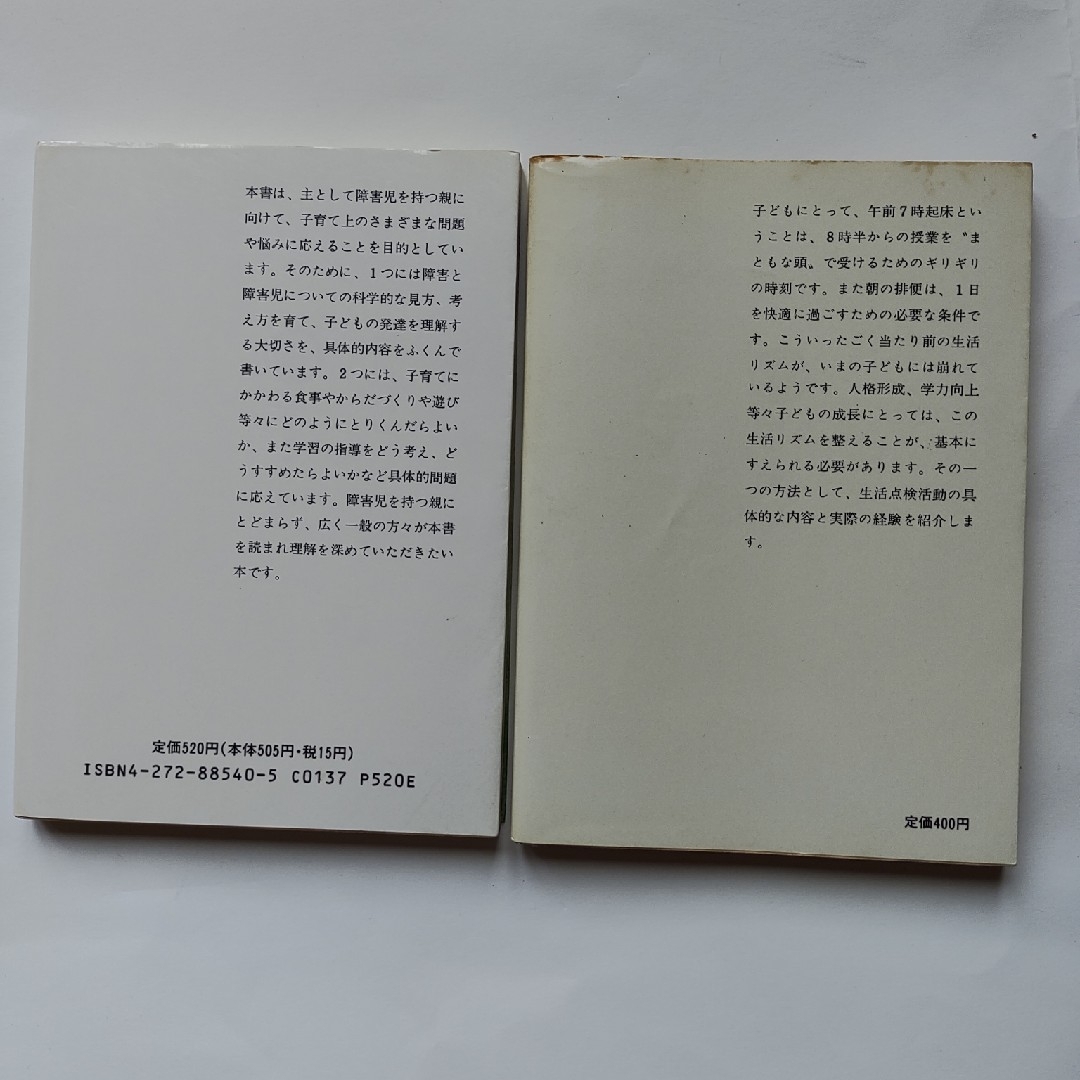 本書は、主として障害児を持つ親に
向けて、子育て上のさまざまな問題
や悩みに応えることを目的としてい
ます。そのために、1つには障害と
障害児についての科学的な見方、考
え方を育て、子どもの発達を理解す
る大切さを、具体的内容をふくんで
書いています。2つには、子育てに
かかわる食事やからだづくりや遊び
等々にどのようにとりくんだらよい
か、また学習の指導をどう考え、ど
うすすめたらよいかなど具体的問題
に応えています。障害児を持つ親に
とどまらず、広く一般の方々が本書
を読まれ理解を深めていただきたい
本です。
定価520円(本体505円・税15円)
ISBN4-272-88540-5 C0137 P520E
子どもにとって、午前7時起床とい
うことは、8時半からの授業を〝ま
ともな頭〟で受けるためのギリギリ
の時刻です。また朝の排便は、1日
を快適に過ごすための必要な条件で
す。こういったごく当たり前の生活
リズムが、いまの子どもには崩れて
いるようです。人格形成、学力向上
等々子どもの成長にとっては、この
生活リズムを整えることが、基本に
すえられる必要があります。その一
つの方法として、生活点検活動の具
体的な内容と実際の経験を紹介しま
す。
定価400円